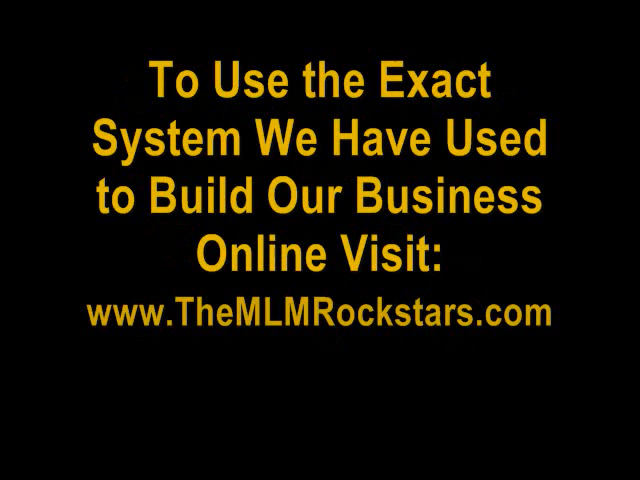 To Use the Exact
System We Have Used
to Build Our Business
Online Visit:
www.TheMLMRockstars.com